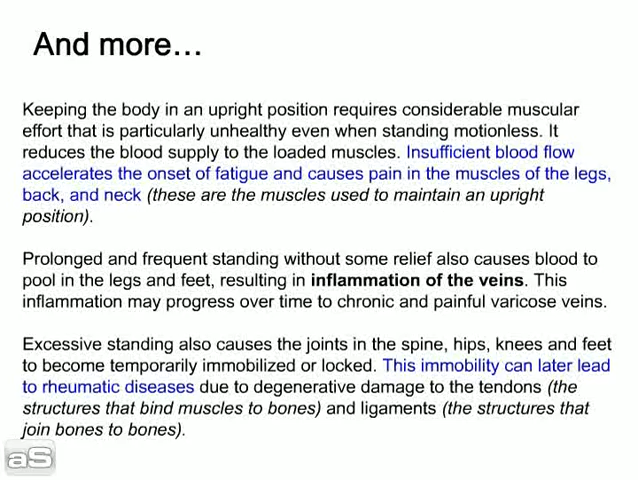 And more…
Keeping the body in an upright position requires considerable muscular
effort that is particularly unhealthy even when standing motionless. It
reduces the blood supply to the loaded muscles. Insufficient blood flow
accelerates the onset of fatigue and causes pain in the muscles of the legs,
back, and neck (these are the muscles used to maintain an upright
position).
Prolonged and frequent standing without some relief also causes blood to
pool in the legs and feet, resulting in inflammation of the veins. This
inflammation may progress over time to chronic and painful varicose veins.
Excessive standing also causes the joints in the spine, hips, knees and feet
to become temporarily immobilized or locked. This immobility can later lead
to rheumatic diseases due to degenerative damage to the tendons (the
structures that bind muscles to bones) and ligaments (the structures that
join bones to bones).
aS